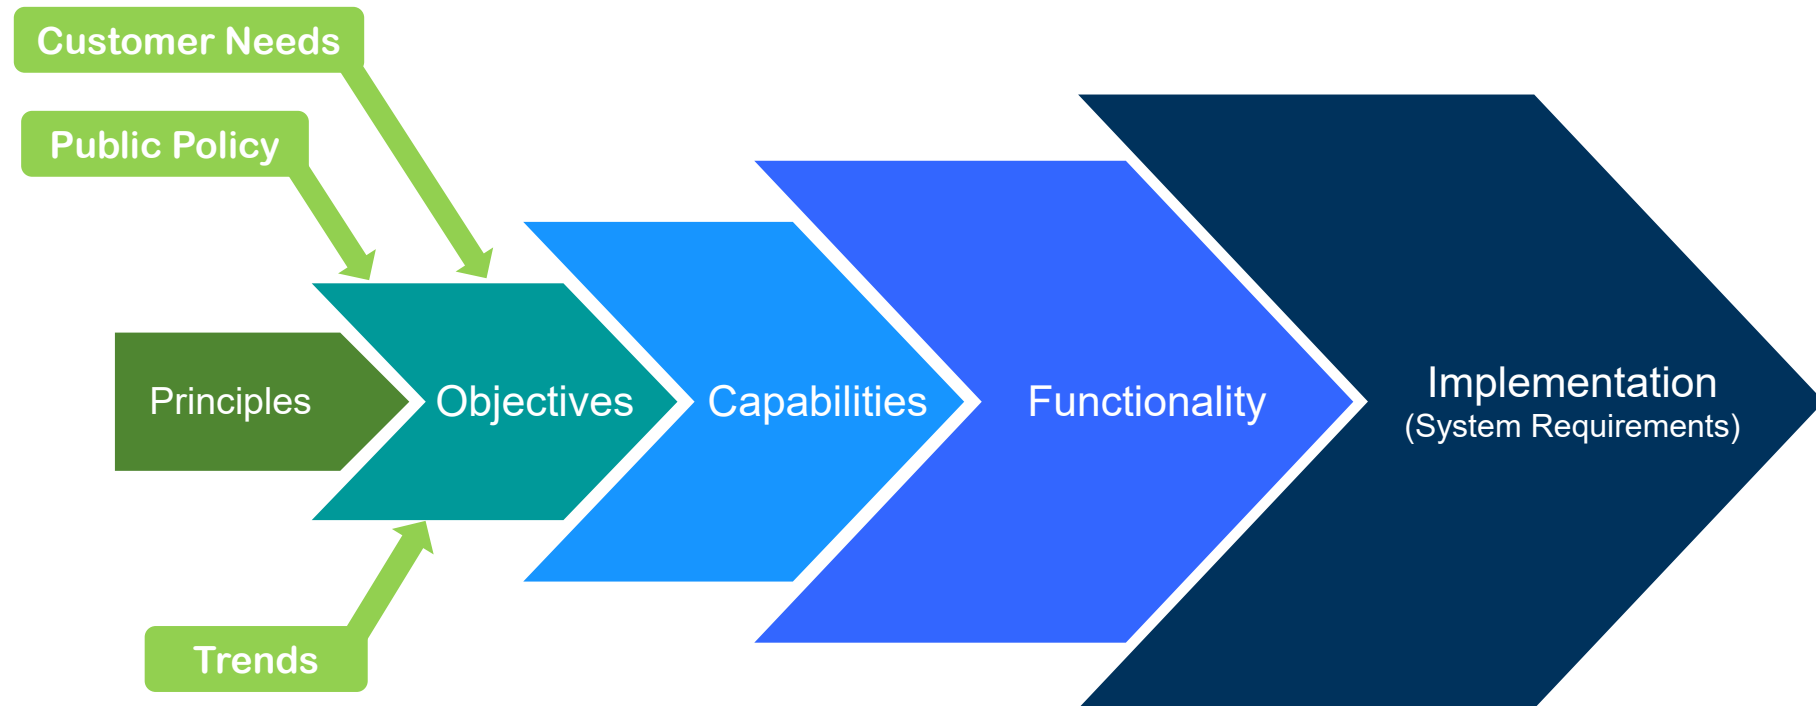 Customer Needs
Public Policy
Principles
Objectives
Capabilities
Functionality
Implementation
(System Requirements)
Trends